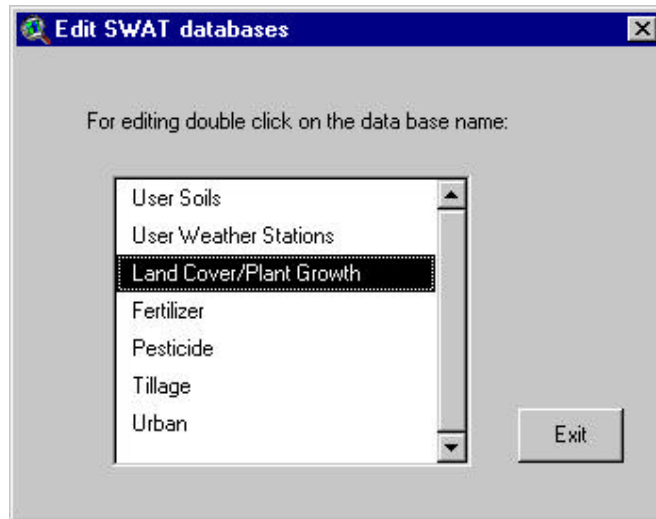 Edit SWAT databases
For editing double click on the data base name:
User Soils
User Weather Stations
Land Cover/Plant Growth
Fertilizer
Pesticide
Tillage
Urban
Exit